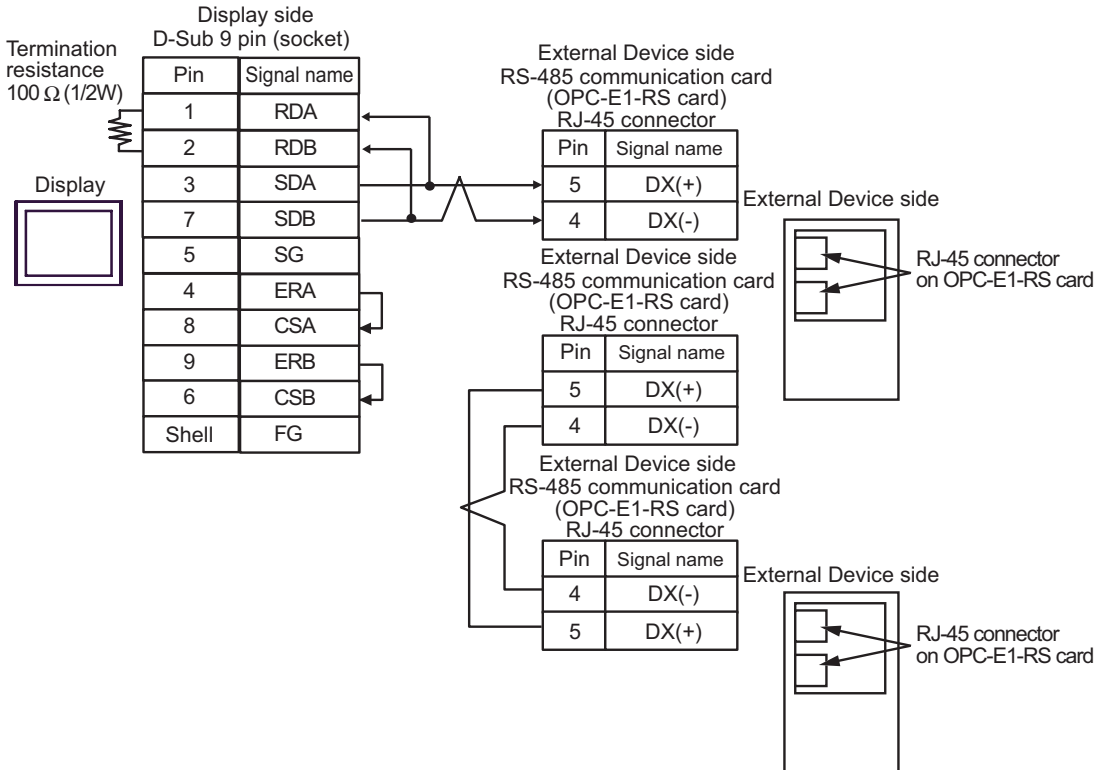 Display side
D-Sub 9 pin (socket)
Termination
resistance
100 Ω (1/2W)
Pin Signal name
1 RDA
2 RDB
3 SDA
7 SDB
5 SG
4 ERA
8 CSA
9 ERB
6 CSB
Shell FG
Display
External Device side
RS-485 communication card
(OPC-E1-RS card)
RJ-45 connector
Pin Signal name
5 DX(+)
4 DX(-)
External Device side
RJ-45 connector
on OPC-E1-RS card
External Device side
RS-485 communication card
(OPC-E1-RS card)
RJ-45 connector
Pin Signal name
5 DX(+)
4 DX(-)
External Device side
RS-485 communication card
(OPC-E1-RS card)
RJ-45 connector
Pin Signal name
4 DX(-)
5 DX(+)
External Device side
RJ-45 connector
on OPC-E1-RS card